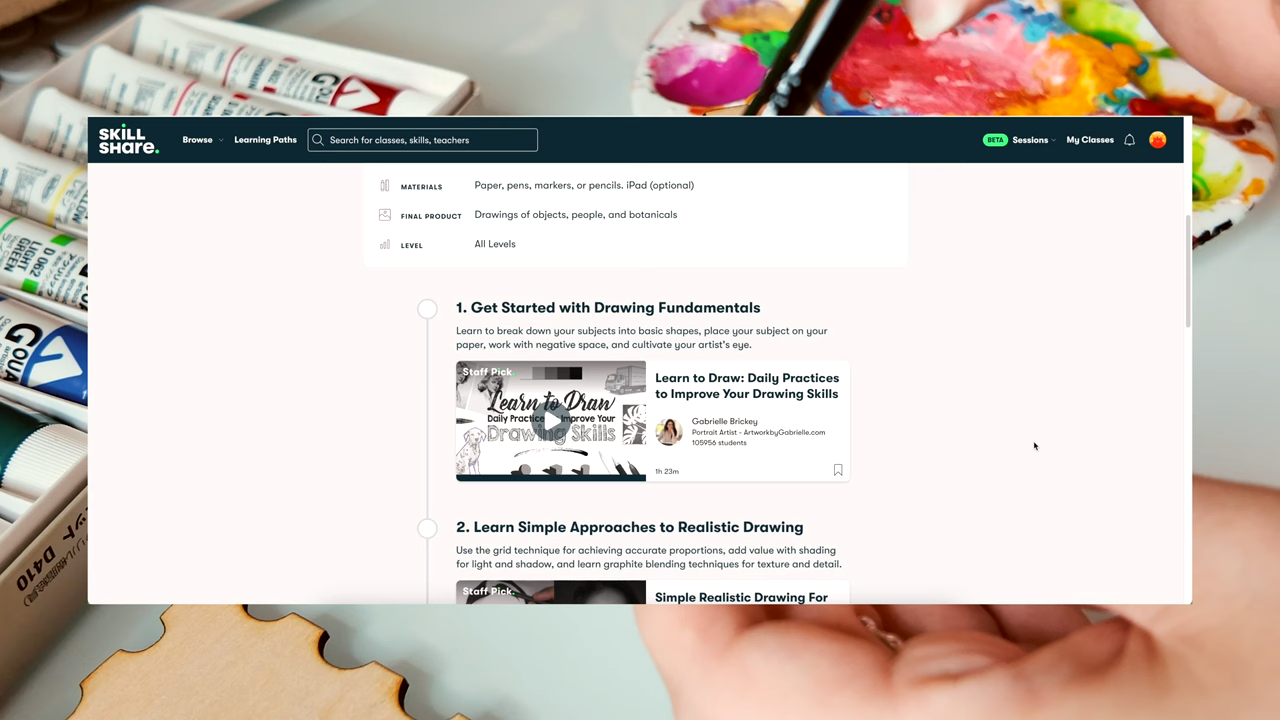 SKILL
SHARE.
Browse
Learning Paths
Search for classes, skills, teachers
BETA
Sessions
My Classes
MATERIALS
Paper, pens, markers, or pencils. iPad (optional)
FINAL PRODUCT
Drawings of objects, people, and botanicals
LEVEL
All Levels
1. Get Started with Drawing Fundamentals
Learn to break down your subjects into basic shapes, place your subject on your
paper, work with negative space, and cultivate your artist's eye.
Staff Pick.
Learn to Draw
Daily Practice Improve Your
Drawing Skills
Learn to Draw: Daily Practices
to Improve Your Drawing Skills
Gabrielle Brickey
Portrait Artist - ArtworkbyGabrielle.com
105956 students
1h 23m
2. Learn Simple Approaches to Realistic Drawing
Use the grid technique for achieving accurate proportions, add value with shading
for light and shadow, and learn graphite blending techniques for texture and detail.
Staff Pick.
Simple Realistic Drawing For
D 062
LIGHT
GREEN
GOUA
D410